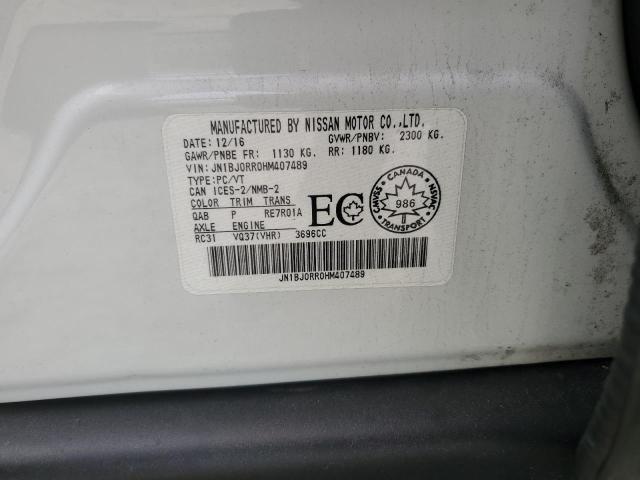 MANUFACTURED BY NISSAN MOTOR CO.,LTD.
DATE: 12/16 GVWR/PNBV: 2300 KG.
GAWR/PNBE FR: 1130 KG. RR: 1180 KG.
VIN: JN1BJ0RR0HM407489
TYPE: PC/VT
CAN ICES-2/NMB-2
COLOR TRIM TRANS
QAB P RE7R01A
AXLE ENGINE
RC31 VQ37(VHR) 3696CC
EC
CANADA
CMVSS NSVAC
986
TRANSPORT
JN1BJ0RR0HM407489